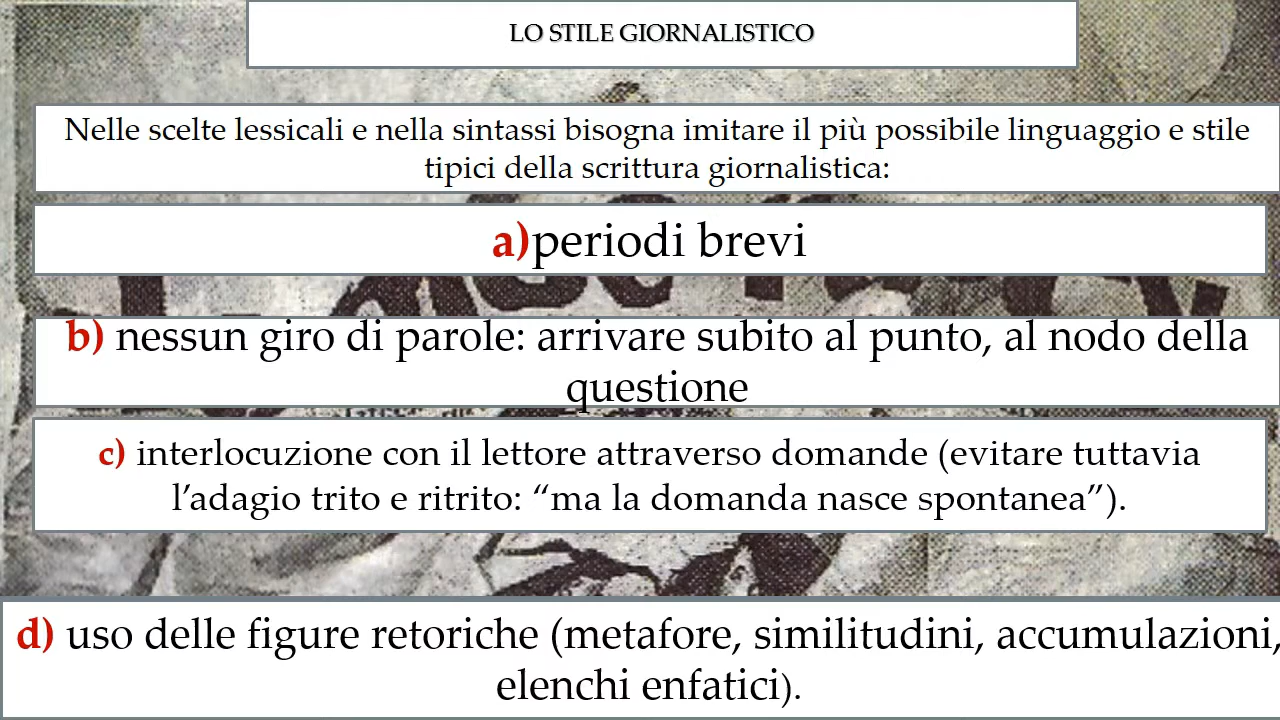 LO STILE GIORNALISTICO
Nelle scelte lessicali e nella sintassi bisogna imitare il più possibile linguaggio e stile
tipici della scrittura giornalistica:
a)periodi brevi
b) nessun giro di parole: arrivare subito al punto, al nodo della
questione
c) interlocuzione con il lettore attraverso domande (evitare tuttavia
l’adagio trito e ritrito: “ma la domanda nasce spontanea”).
d) uso delle figure retoriche (metafore, similitudini, accumulazioni,
elenchi enfatici).